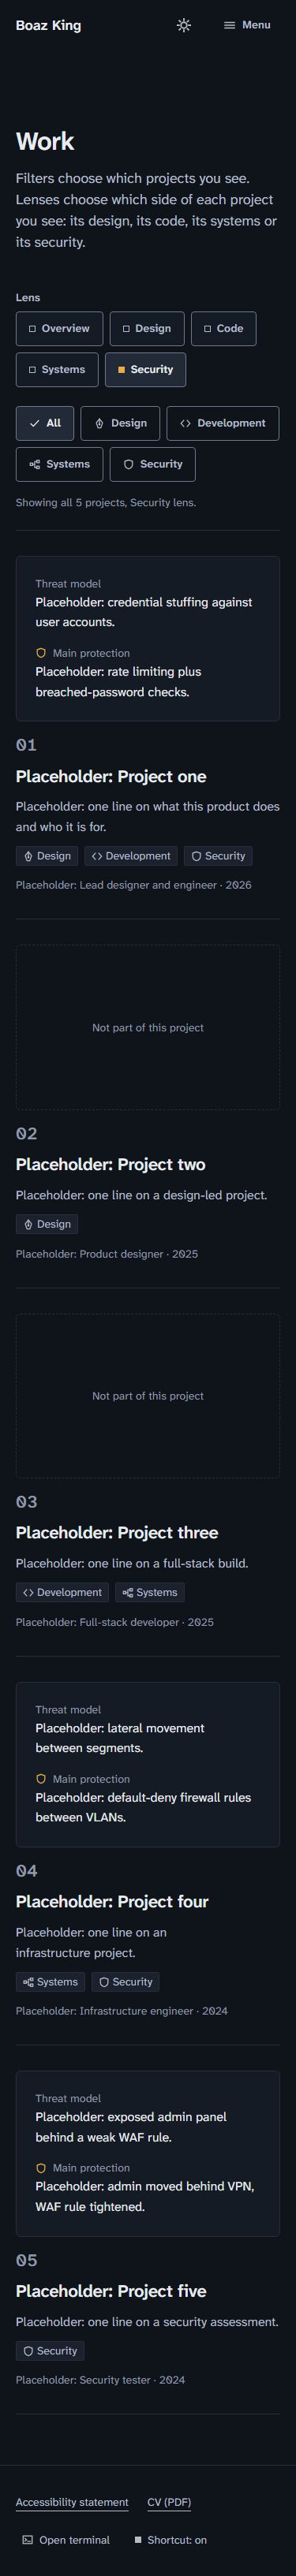 Boaz King
Menu
Work
Filters choose which projects you see.
Lenses choose which side of each project
you see: its design, its code, its systems or
its security.
Lens
Overview
Design
Code
Systems
Security
All
Design
Development
Systems
Security
Showing all 5 projects, Security lens.
Threat model
Placeholder: credential stuffing against
user accounts.
Main protection
Placeholder: rate limiting plus
breached-password checks.
01
Placeholder: Project one
Placeholder: one line on what this product does
and who it is for.
Design
Development
Security
Placeholder: Lead designer and engineer · 2026
Not part of this project
02
Placeholder: Project two
Placeholder: one line on a design-led project.
Design
Placeholder: Product designer · 2025
Not part of this project
03
Placeholder: Project three
Placeholder: one line on a full-stack build.
Development
Systems
Placeholder: Full-stack developer · 2025
Threat model
Placeholder: lateral movement
between segments.
Main protection
Placeholder: default-deny firewall rules
between VLANs.
04
Placeholder: Project four
Placeholder: one line on an
infrastructure project.
Systems
Security
Placeholder: Infrastructure engineer · 2024
Threat model
Placeholder: exposed admin panel
behind a weak WAF rule.
Main protection
Placeholder: admin moved behind VPN,
WAF rule tightened.
05
Placeholder: Project five
Placeholder: one line on a security assessment.
Security
Placeholder: Security tester · 2024
Accessibility statement
CV (PDF)
Open terminal
Shortcut: on